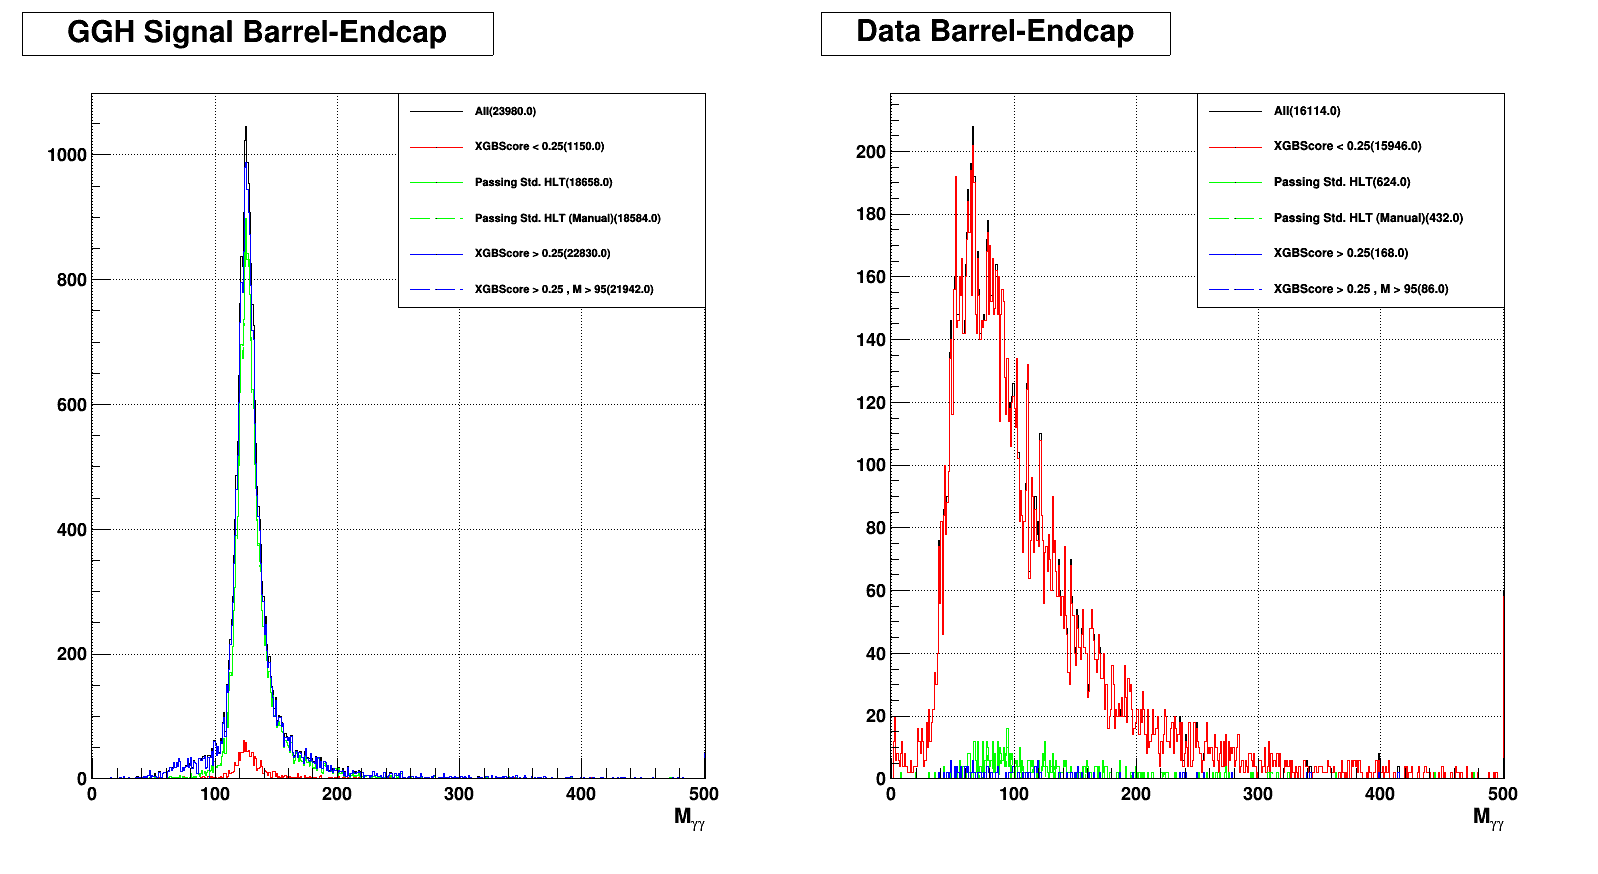 GGH Signal Barrel-Endcap
All(23980.0)
XGBScore < 0.25(1150.0)
Passing Std. HLT(18658.0)
Passing Std. HLT (Manual)(18584.0)
XGBScore > 0.25(22830.0)
XGBScore > 0.25 , M > 95(21942.0)
1000
800
600
400
200
0
0 100 200 300 400 500
Mγγ
Data Barrel-Endcap
All(16114.0)
XGBScore < 0.25(15946.0)
Passing Std. HLT(624.0)
Passing Std. HLT (Manual)(432.0)
XGBScore > 0.25(168.0)
XGBScore > 0.25 , M > 95(86.0)
200
180
160
140
120
100
80
60
40
20
0
0 100 200 300 400 500
Mγγ